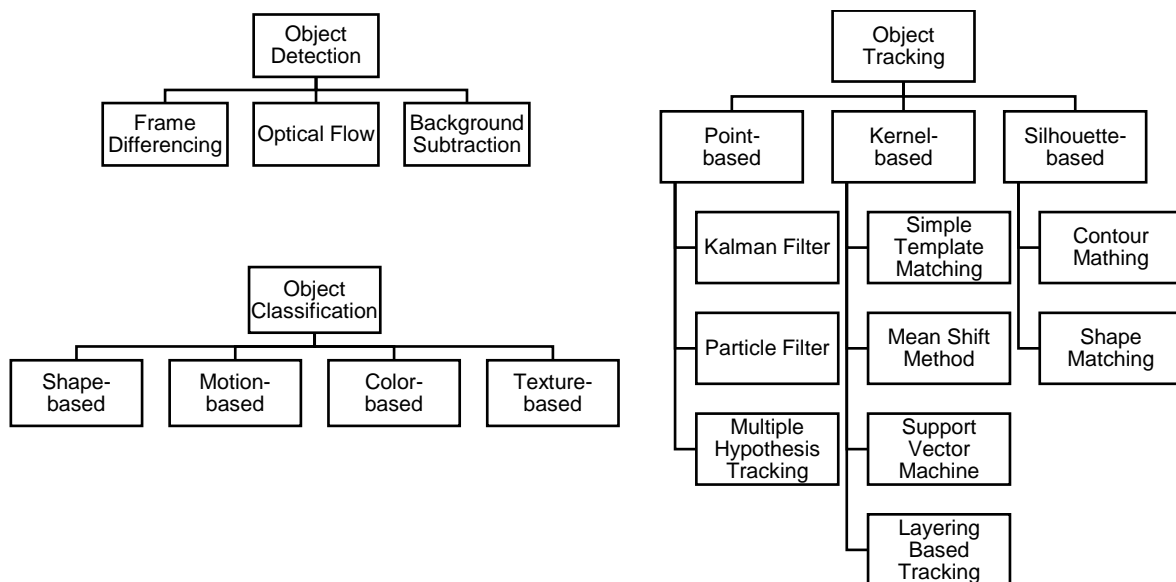 Object
Detection
Frame
Differencing
Optical Flow
Background
Subtraction
Object
Classification
Shape-
based
Motion-
based
Color-
based
Texture-
based
Object
Tracking
Point-
based
Kalman Filter
Particle Filter
Multiple
Hypothesis
Tracking
Kernel-
based
Simple
Template
Matching
Mean Shift
Method
Support
Vector
Machine
Layering
Based
Tracking
Silhouette-
based
Contour
Mathing
Shape
Matching